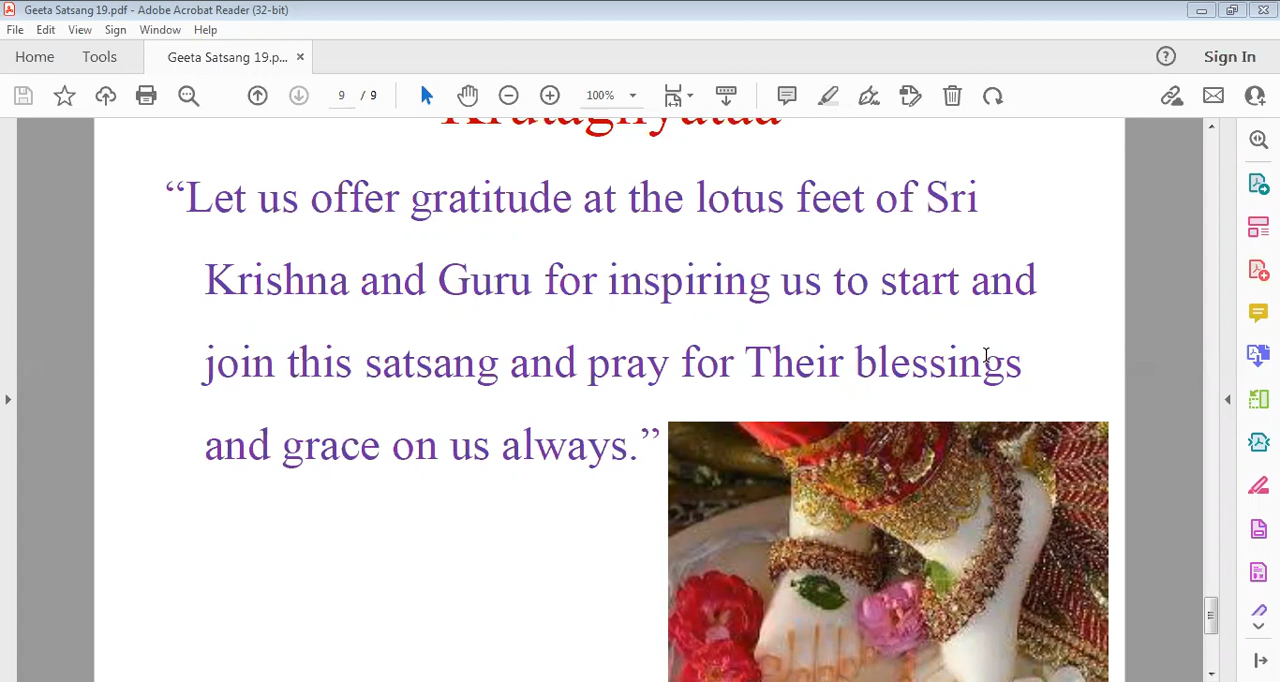 Geeta Satsang 19.pdf - Adobe Acrobat Reader (32-bit)
File Edit View Sign Window Help
Home Tools Geeta Satsang 19.p... × Sign In
9 / 9 100%
“Let us offer gratitude at the lotus feet of Sri
Krishna and Guru for inspiring us to start and
join this satsang and pray for Their blessings
and grace on us always.”